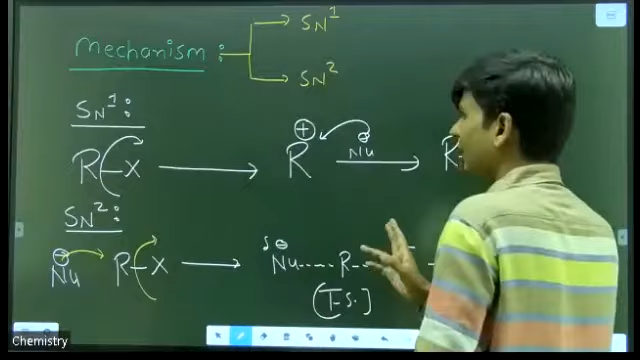 Mechanism :
SN1
SN2
SN1 :
R-X → R⊕ Nu⊖ → R-
SN2 :
Nu⊖ R-X → Nu----R--
δ⊖
(T.S.]
Chemistry